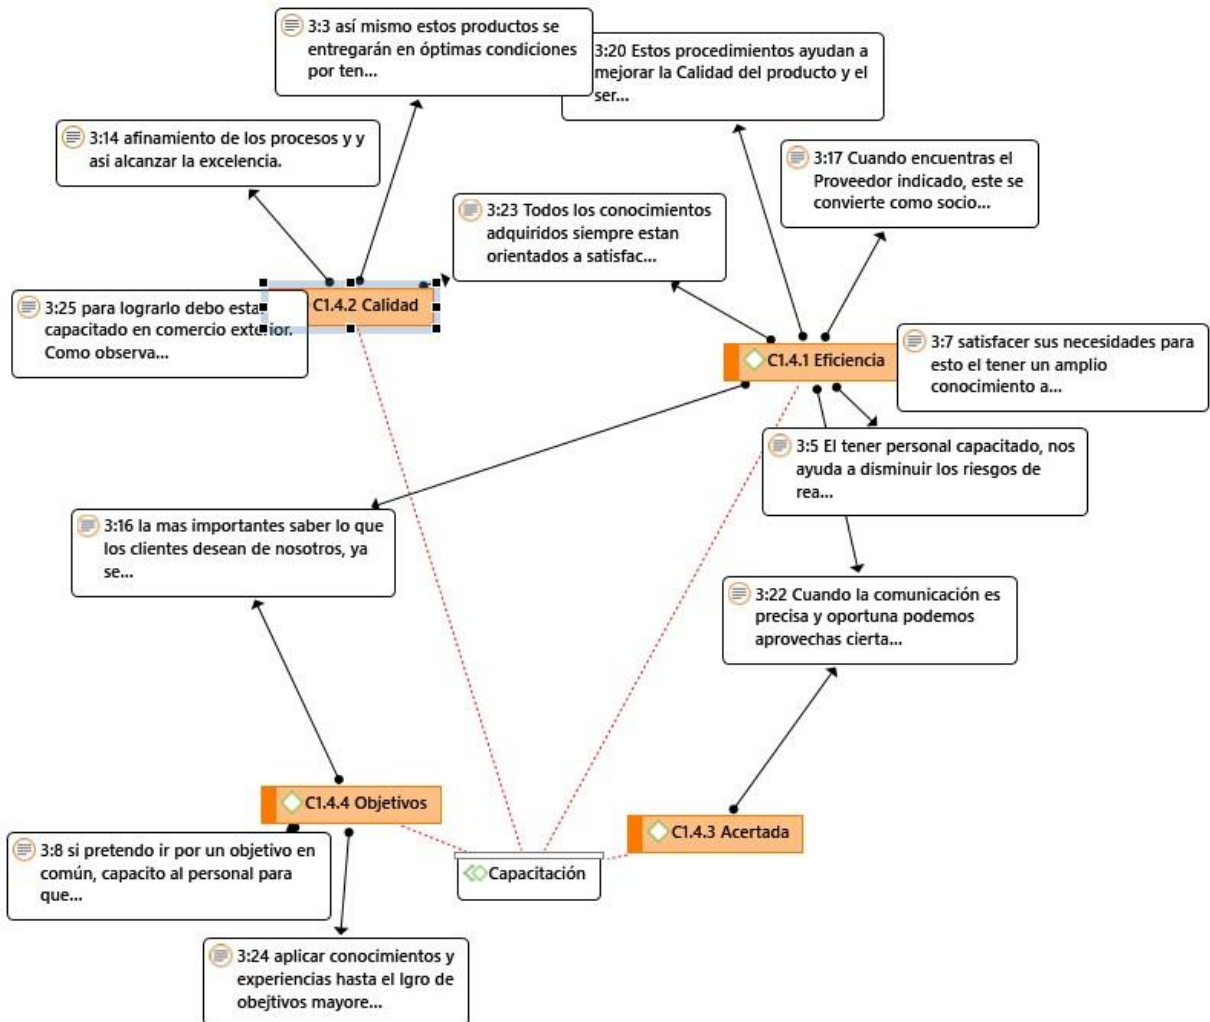 3:3 así mismo estos productos se
entregarán en óptimas condiciones
por ten...
3:20 Estos procedimientos ayudan a
mejorar la Calidad del producto y el
ser...
3:14 afinamiento de los procesos y y
asi alcanzar la excelencia.
3:17 Cuando encuentras el
Proveedor indicado, este se
convierte como socio...
3:23 Todos los conocimientos
adquiridos siempre estan
orientados a satisfac...
3:25 para lograrlo debo estar
capacitado en comercio exterior.
Como observa...
C1.4.2 Calidad
C1.4.1 Eficiencia
3:7 satisfacer sus necesidades para
esto el tener un amplio
conocimiento a...
3:5 El tener personal capacitado, nos
ayuda a disminuir los riesgos de
rea...
3:16 la mas importantes saber lo que
los clientes desean de nosotros, ya
se...
3:22 Cuando la comunicación es
precisa y oportuna podemos
aprovechas cierta...
C1.4.4 Objetivos
C1.4.3 Acertada
3:8 si pretendo ir por un objetivo en
común, capacito al personal para
que...
Capacitación
3:24 aplicar conocimientos y
experiencias hasta el lgro de
obejtivos mayore...